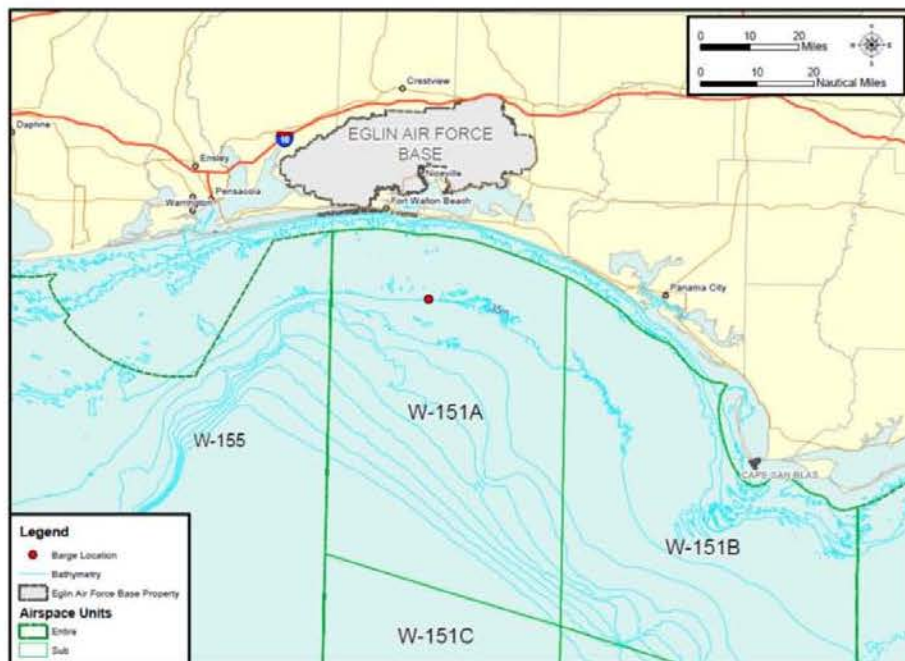 0 10 20
Miles
0 10 20
Nautical Miles
Crestview
Daphne
10
EGLIN AIR FORCE
BASE
Ensley
Niceville
Pensacola
Warrington
Fort Walton Beach
Panama City
35m
W-151A
W-155
CAPE SAN BLAS
W-151B
W-151C
Legend
Barge Location
Bathymetry
Eglin Air Force Base Property
Airspace Units
Entire
Sub